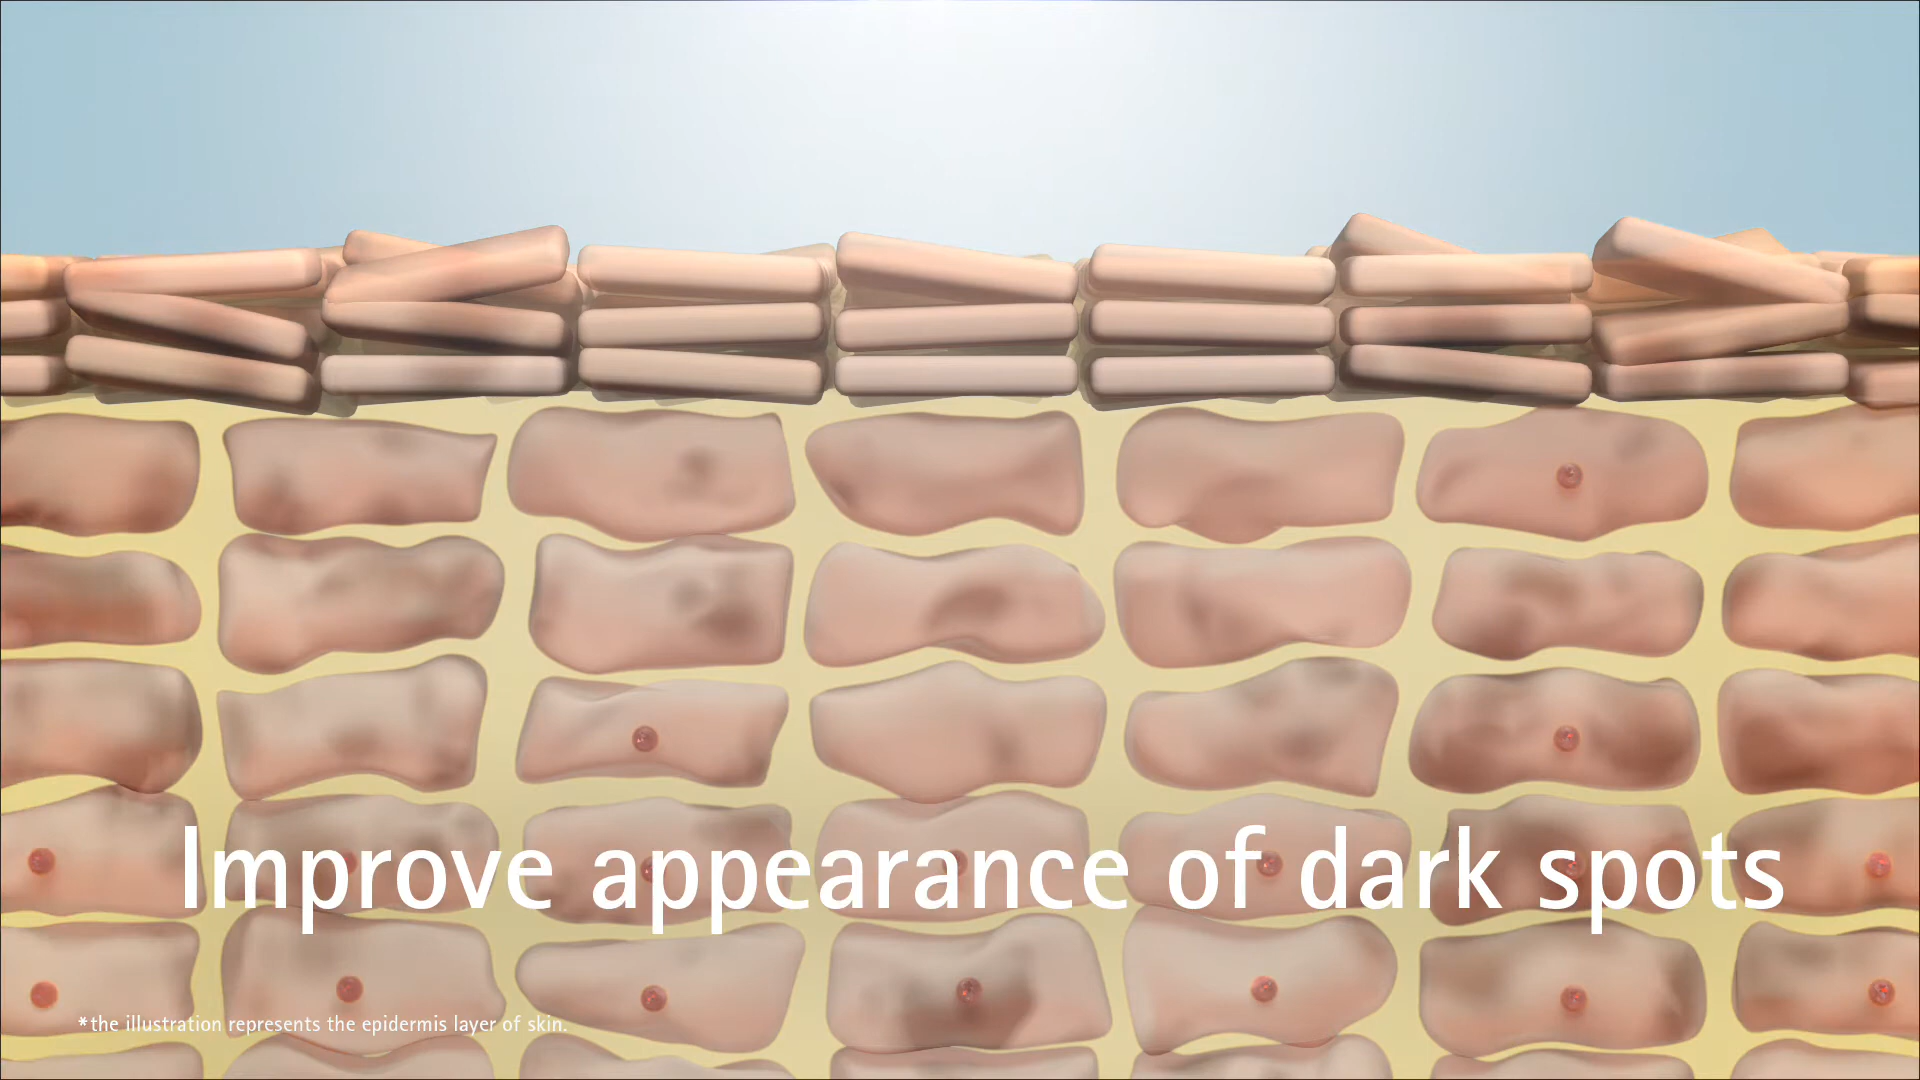 Improve appearance of dark spots
*the illustration represents the epidermis layer of skin.